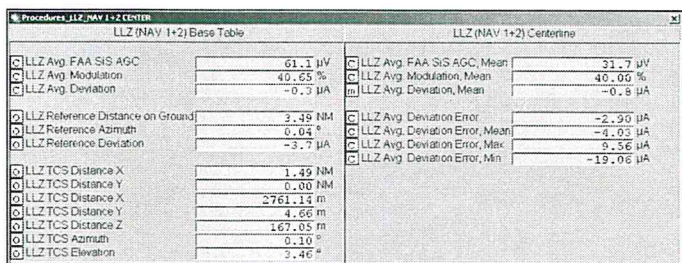 Procedures_LLZ_NAV 1+2 CENTER
LLZ (NAV 1+2) Base Table
C LLZ Avg. FAA SiS AGC 61.1 µV
C LLZ Avg. Modulation 40.65 %
C LLZ Avg. Deviation -0.3 µA
O LLZ Reference Distance on Ground 3.49 NM
O LLZ Reference Azimuth 0.04 °
O LLZ Reference Deviation -3.7 µA
O LLZ TCS Distance X 1.49 NM
O LLZ TCS Distance Y 0.00 NM
O LLZ TCS Distance X 2761.14 m
O LLZ TCS Distance Y 4.66 m
O LLZ TCS Distance Z 167.05 m
O LLZ TCS Azimuth 0.10 °
O LLZ TCS Elevation 3.46 °
LLZ (NAV 1+2) Centerline
C LLZ Avg. FAA SiS AGC, Mean 31.7 µV
C LLZ Avg. Modulation, Mean 40.00 %
m LLZ Avg. Deviation, Mean -0.8 µA
C LLZ Avg. Deviation Error -2.90 µA
C LLZ Avg. Deviation Error, Mean -4.03 µA
C LLZ Avg. Deviation Error, Max 9.56 µA
C LLZ Avg. Deviation Error, Min -19.06 µA